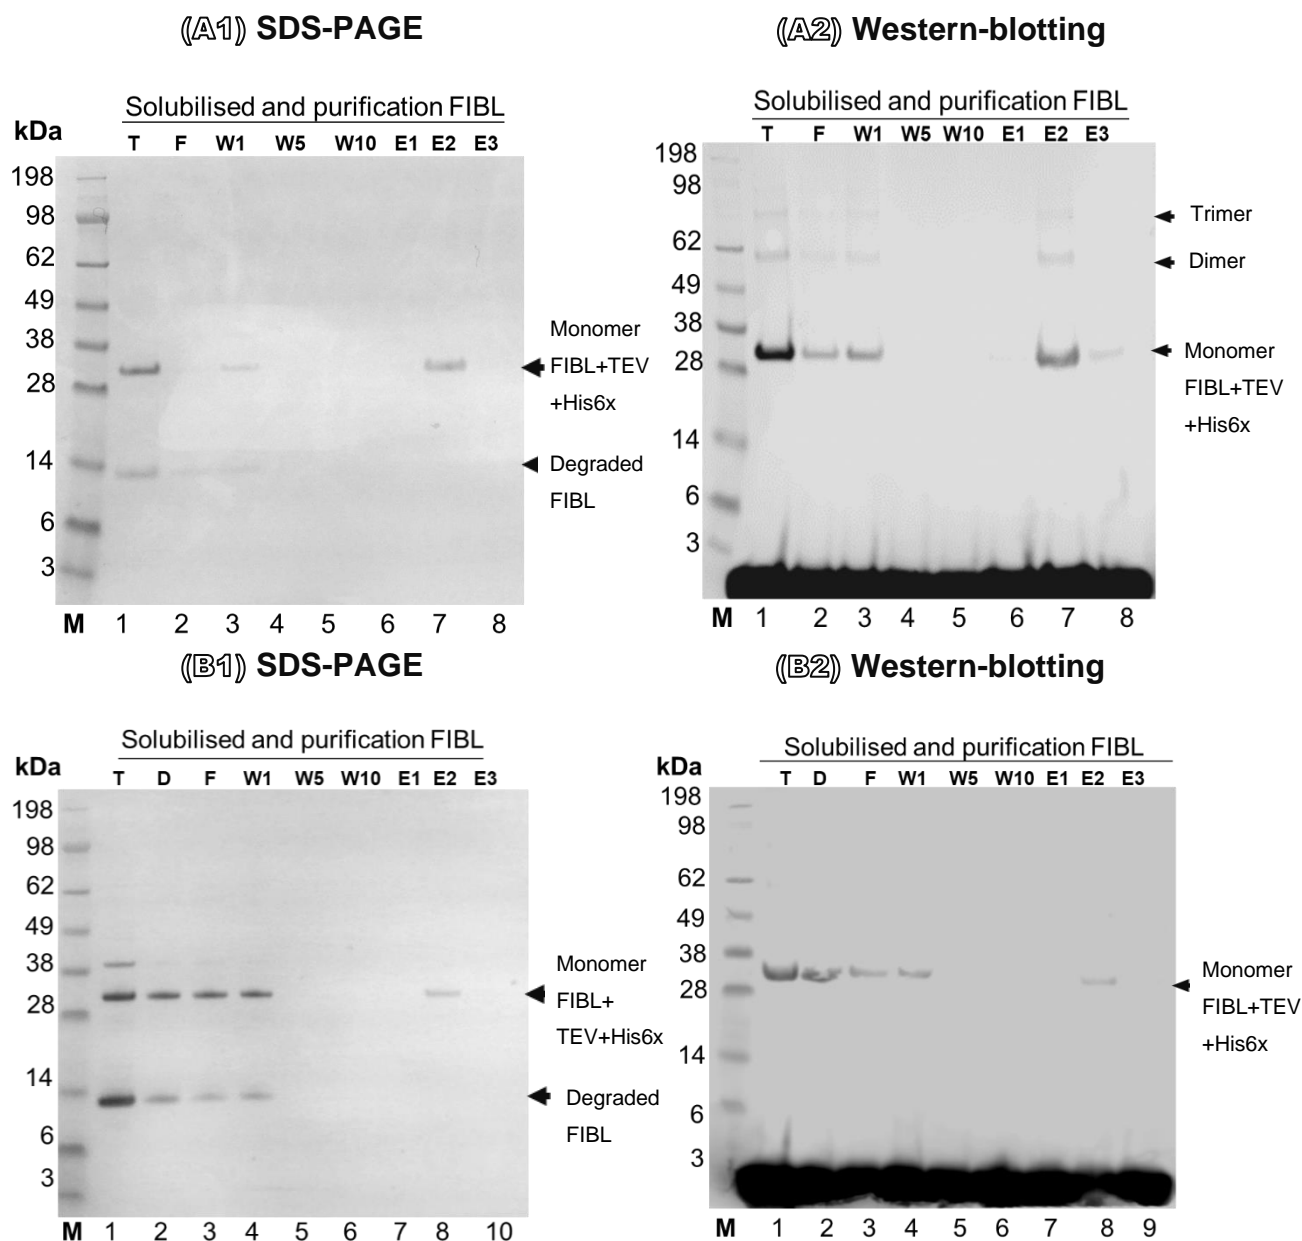 (A1) SDS-PAGE
Solubilised and purification FIBL
kDa
T F W1 W5 W10 E1 E2 E3
198
98
62
49
38
28
14
6
3
Monomer
FIBL+TEV
+His6x
Degraded
FIBL
M 1 2 3 4 5 6 7 8
(A2) Western-blotting
Solubilised and purification FIBL
T F W1 W5 W10 E1 E2 E3
198
98
62
49
38
28
14
6
3
Trimer
Dimer
Monomer
FIBL+TEV
+His6x
M 1 2 3 4 5 6 7 8
(B1) SDS-PAGE
Solubilised and purification FIBL
kDa
T D F W1 W5 W10 E1 E2 E3
198
98
62
49
38
28
14
6
3
Monomer
FIBL+
TEV+His6x
Degraded
FIBL
M 1 2 3 4 5 6 7 8 10
(B2) Western-blotting
Solubilised and purification FIBL
kDa
T D F W1 W5 W10 E1 E2 E3
198
98
62
49
38
28
14
6
3
Monomer
FIBL+TEV
+His6x
M 1 2 3 4 5 6 7 8 9